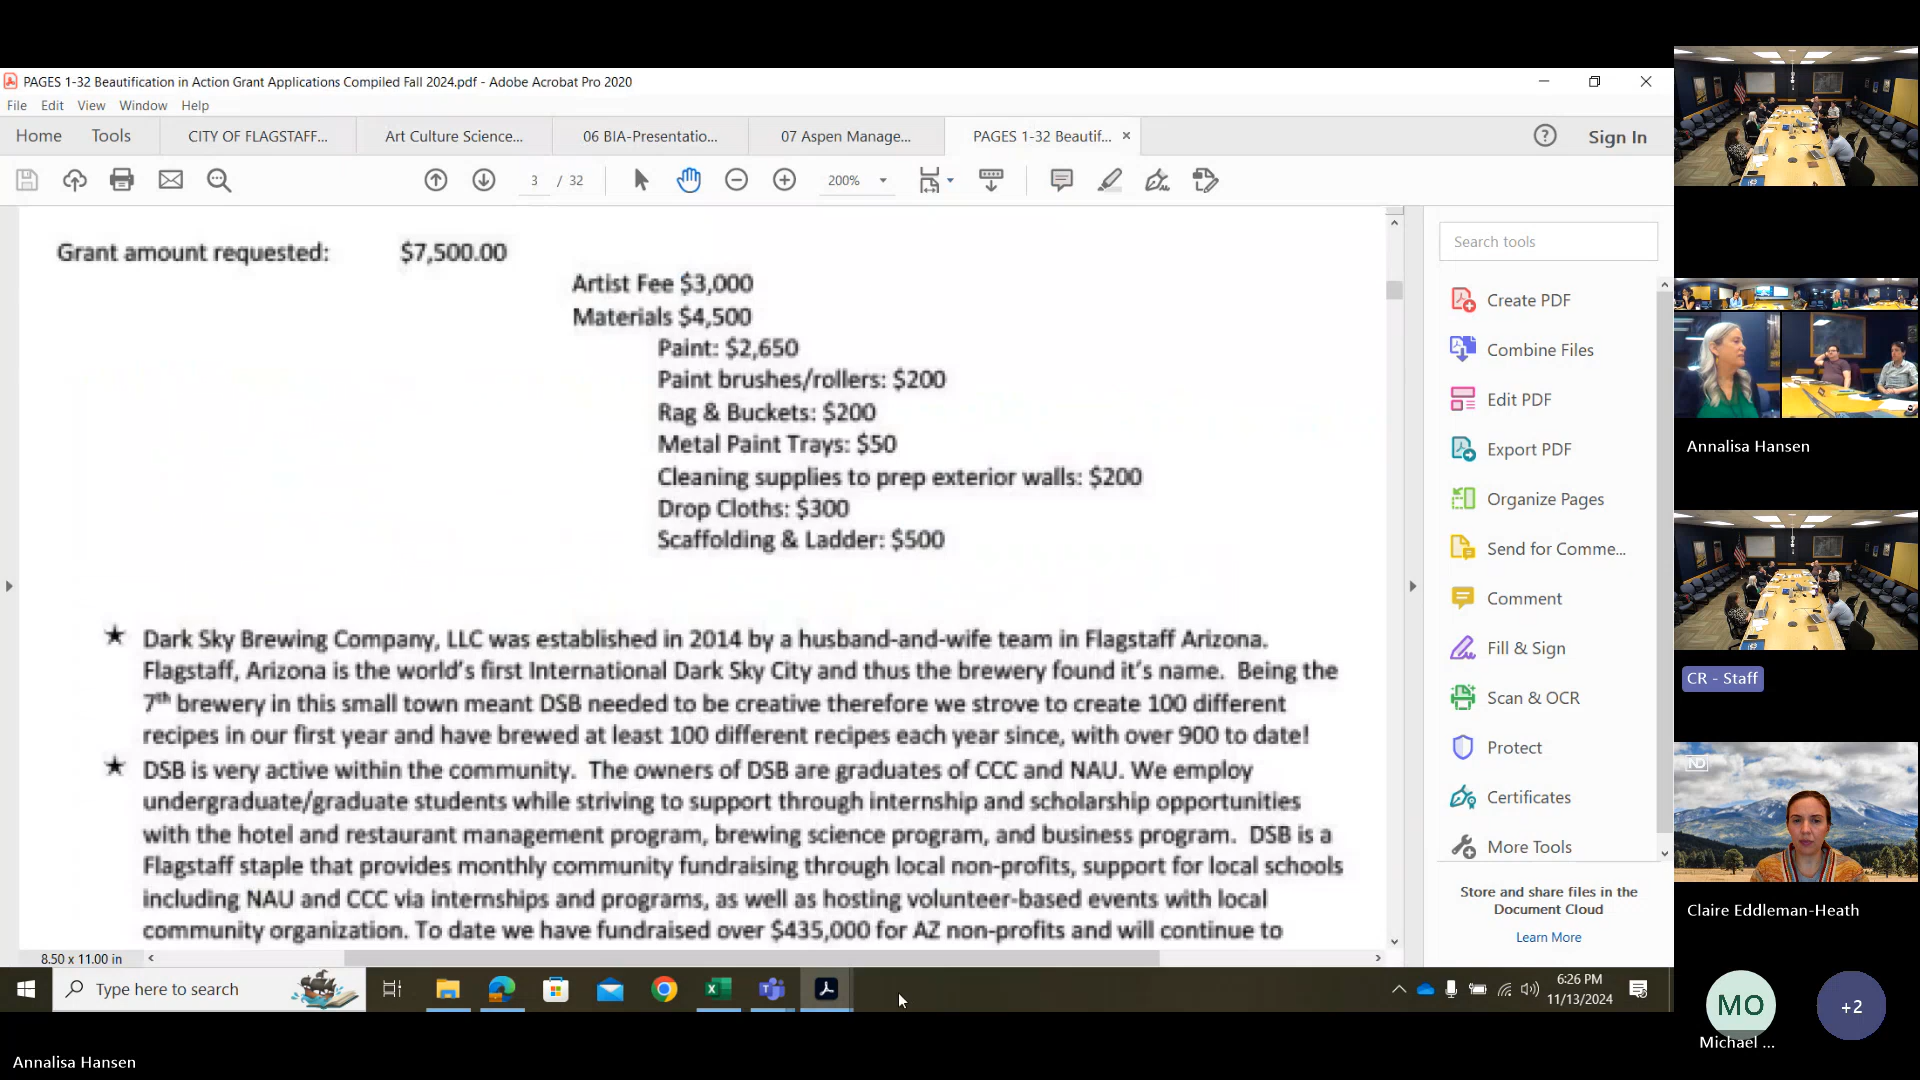 PAGES 1-32 Beautification in Action Grant Applications Compiled Fall 2024.pdf - Adobe Acrobat Pro 2020
File Edit View Window Help
Home Tools CITY OF FLAGSTAFF... Art Culture Science... 06 BIA-Presentatio... 07 Aspen Manage... PAGES 1-32 Beautif... Sign In
3 / 32 200%
Grant amount requested: $7,500.00
Artist Fee $3,000
Materials $4,500
Paint: $2,650
Paint brushes/rollers: $200
Rag & Buckets: $200
Metal Paint Trays: $50
Cleaning supplies to prep exterior walls: $200
Drop Cloths: $300
Scaffolding & Ladder: $500
★ Dark Sky Brewing Company, LLC was established in 2014 by a husband-and-wife team in Flagstaff Arizona.
Flagstaff, Arizona is the world's first International Dark Sky City and thus the brewery found it's name. Being the
7th brewery in this small town meant DSB needed to be creative therefore we strove to create 100 different
recipes in our first year and have brewed at least 100 different recipes each year since, with over 900 to date!
★ DSB is very active within the community. The owners of DSB are graduates of CCC and NAU. We employ
undergraduate/graduate students while striving to support through internship and scholarship opportunities
with the hotel and restaurant management program, brewing science program, and business program. DSB is a
Flagstaff staple that provides monthly community fundraising through local non-profits, support for local schools
including NAU and CCC via internships and programs, as well as hosting volunteer-based events with local
community organization. To date we have fundraised over $435,000 for AZ non-profits and will continue to
8.50 x 11.00 in
Search tools
Create PDF
Combine Files
Edit PDF
Export PDF
Organize Pages
Send for Comme...
Comment
Fill & Sign
Scan & OCR
Protect
Certificates
More Tools
Store and share files in the
Document Cloud
Learn More
Type here to search
6:26 PM
11/13/2024
Annalisa Hansen
CR - Staff
ND
Claire Eddleman-Heath
MO
Michael ...
+2
Annalisa Hansen